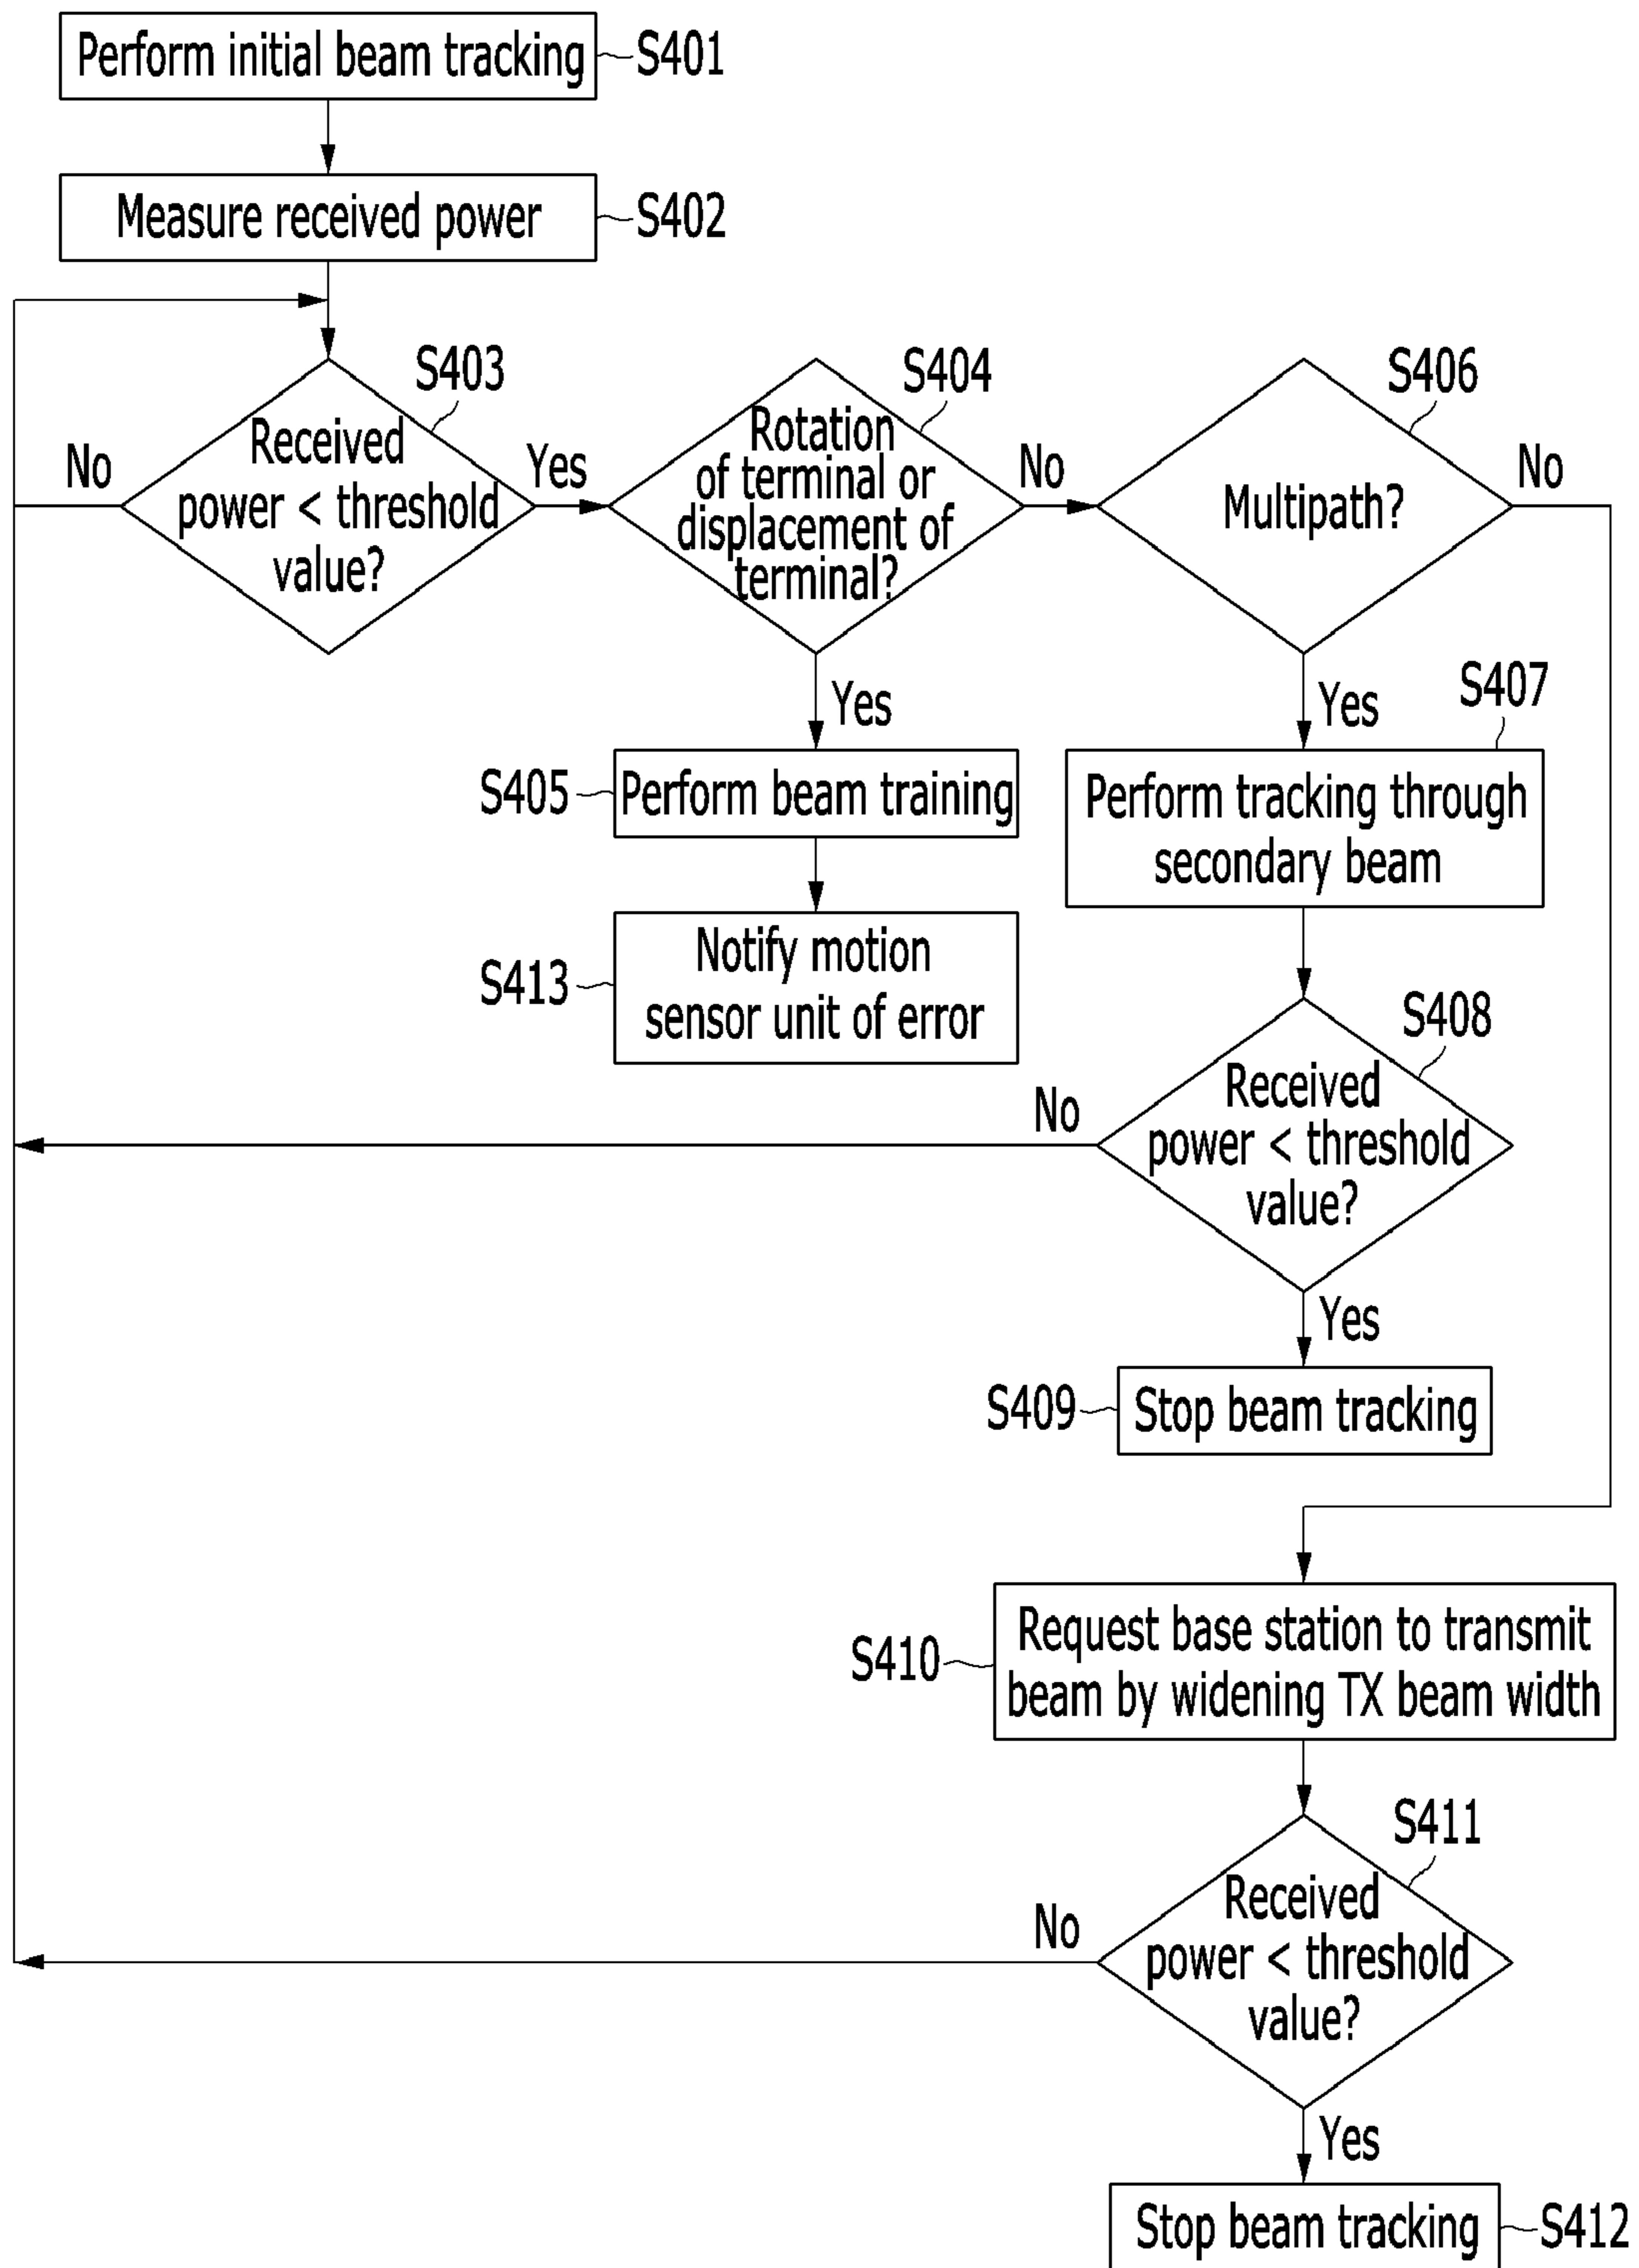 Perform initial beam tracking
S401
Measure received power
S402
S403
Received
power < threshold
value?
No
Yes
S404
Rotation
of terminal or
displacement of
terminal?
No
Yes
S406
Multipath?
No
Yes
S405
Perform beam training
S407
Perform tracking through
secondary beam
S413
Notify motion
sensor unit of error
S408
Received
power < threshold
value?
No
Yes
S409
Stop beam tracking
S410
Request base station to transmit
beam by widening TX beam width
S411
Received
power < threshold
value?
No
Yes
Stop beam tracking
S412